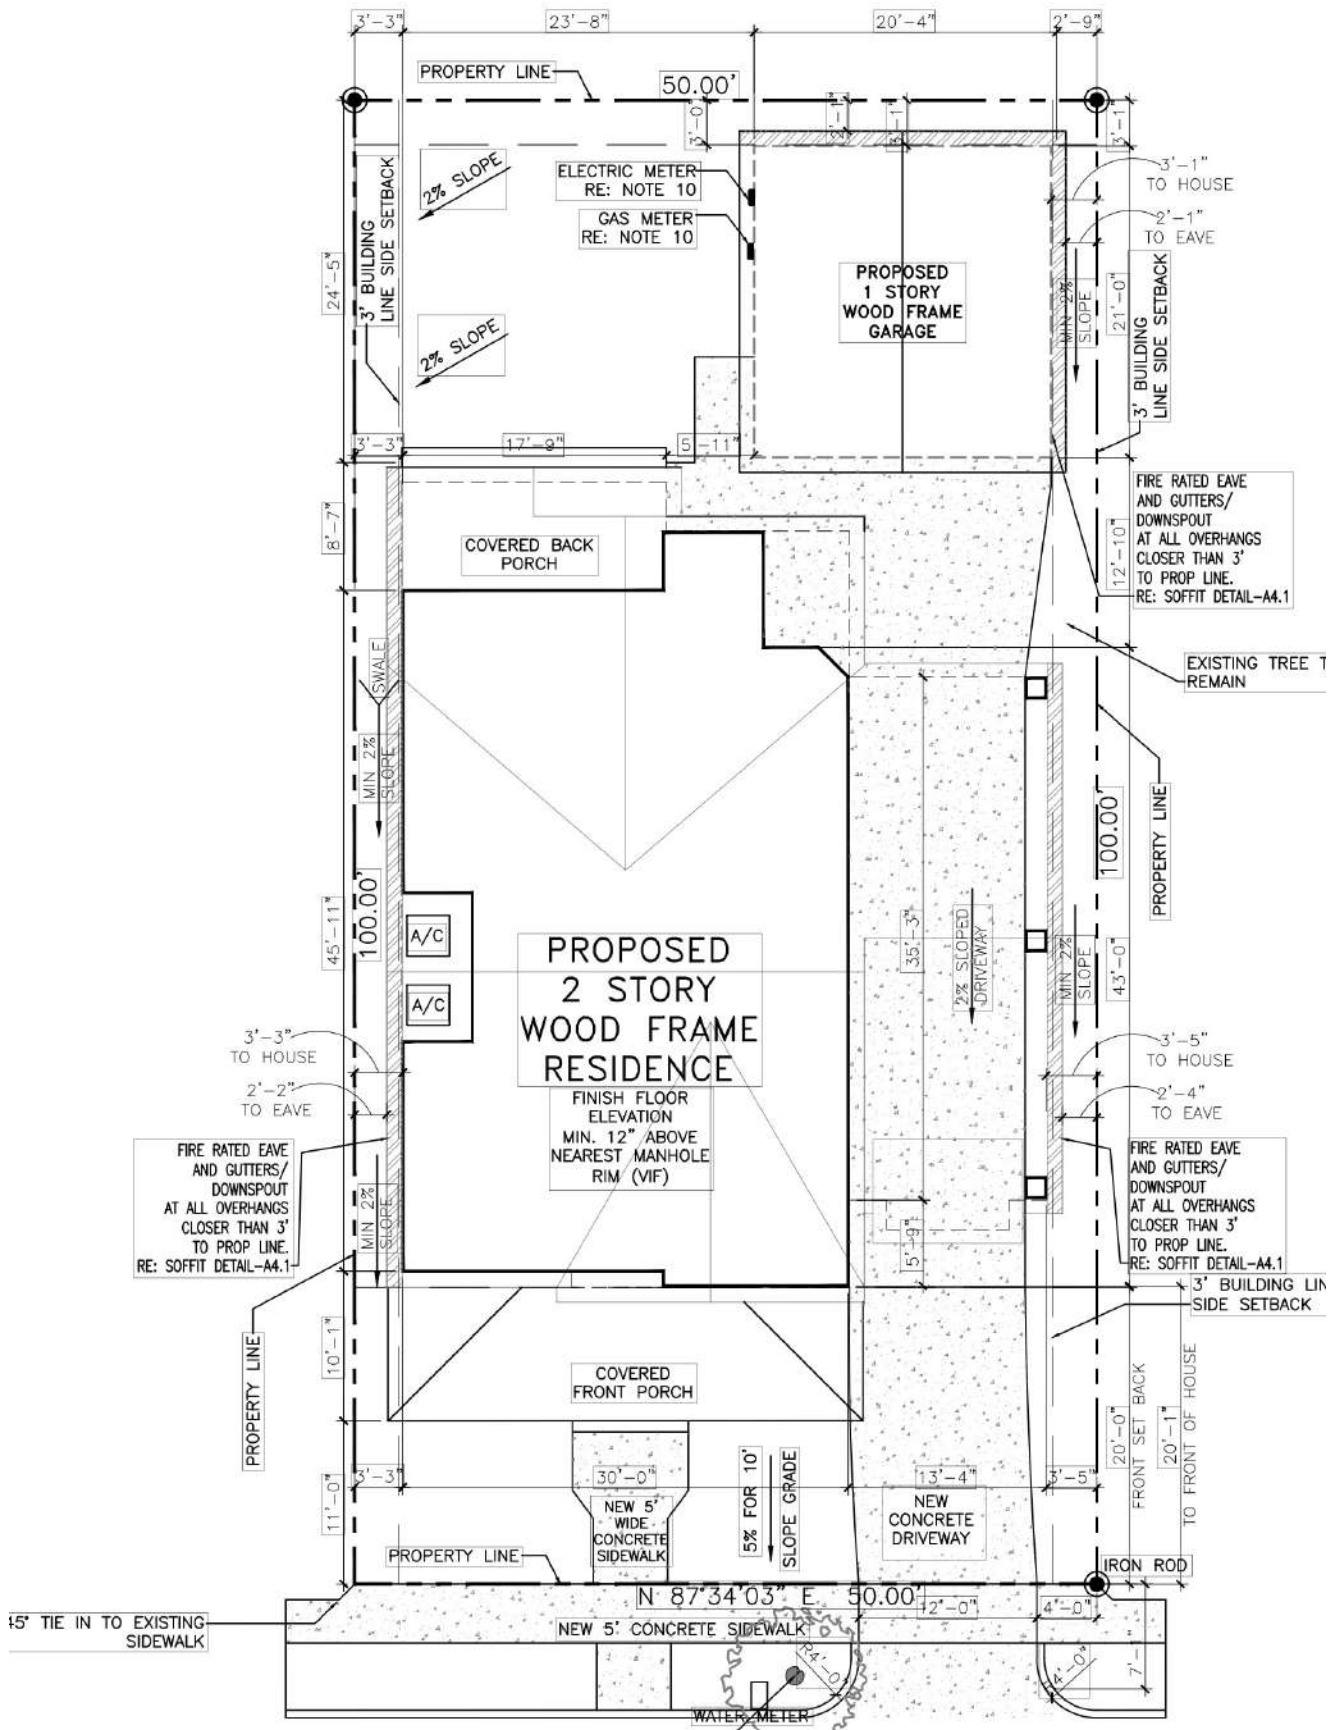 3'-3"
23'-8"
20'-4"
2'-9"
PROPERTY LINE
50.00'
3'-0"
2'-1"
3'-1"
3'-1"
3' BUILDING
LINE SIDE SETBACK
2% SLOPE
ELECTRIC METER
RE: NOTE 10
GAS METER
RE: NOTE 10
3'-1"
TO HOUSE
2'-1"
TO EAVE
24'-5"
2% SLOPE
PROPOSED
1 STORY
WOOD FRAME
GARAGE
MIN 2%
SLOPE
21'-0"
3' BUILDING
LINE SIDE SETBACK
3'-3"
17'-9"
5'-11"
8'-7"
COVERED BACK
PORCH
12'-10"
FIRE RATED EAVE
AND GUTTERS/
DOWNSPOUT
AT ALL OVERHANGS
CLOSER THAN 3'
TO PROP LINE.
RE: SOFFIT DETAIL-A4.1
SWALE
EXISTING TREE T
REMAIN
MIN 2%
SLOPE
PROPERTY LINE
100.00'
100.00'
45'-11"
A/C
A/C
PROPOSED
2 STORY
WOOD FRAME
RESIDENCE
FINISH FLOOR
ELEVATION
MIN. 12" ABOVE
NEAREST MANHOLE
RIM (VIF)
35'-3"
2% SLOPED
DRIVEWAY
MIN 2%
SLOPE
43'-0"
3'-3"
TO HOUSE
2'-2"
TO EAVE
3'-5"
TO HOUSE
2'-4"
TO EAVE
FIRE RATED EAVE
AND GUTTERS/
DOWNSPOUT
AT ALL OVERHANGS
CLOSER THAN 3'
TO PROP LINE.
RE: SOFFIT DETAIL-A4.1
MIN 2%
SLOPE
5'-9"
FIRE RATED EAVE
AND GUTTERS/
DOWNSPOUT
AT ALL OVERHANGS
CLOSER THAN 3'
TO PROP LINE.
RE: SOFFIT DETAIL-A4.1
3' BUILDING LIN
SIDE SETBACK
PROPERTY LINE
10'-1"
COVERED
FRONT PORCH
20'-0"
FRONT SET BACK
20'-1"
TO FRONT OF HOUSE
11'-0"
3'-3"
30'-0"
13'-4"
3'-5"
NEW 5'
WIDE
CONCRETE
SIDEWALK
5% FOR 10'
SLOPE GRADE
NEW
CONCRETE
DRIVEWAY
PROPERTY LINE
IRON ROD
N 87°34'03" E 50.00'
12'-0"
4'-0"
45° TIE IN TO EXISTING
SIDEWALK
NEW 5' CONCRETE SIDEWALK
R4'-0"
4'-0"
7'-1"
WATER METER